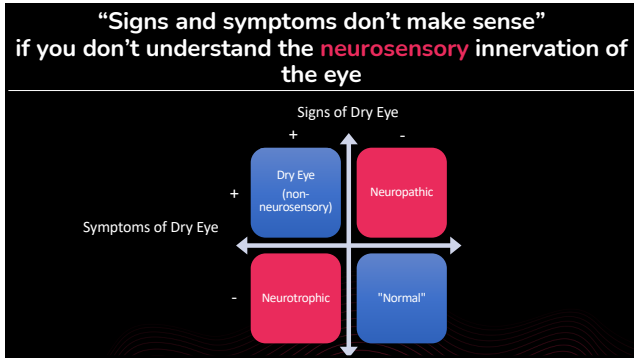 “Signs and symptoms don’t make sense”
if you don’t understand the neurosensory innervation of
the eye
Signs of Dry Eye
+
-
+
Dry Eye
(non-
neurosensory)
Neuropathic
Symptoms of Dry Eye
-
Neurotrophic
"Normal"